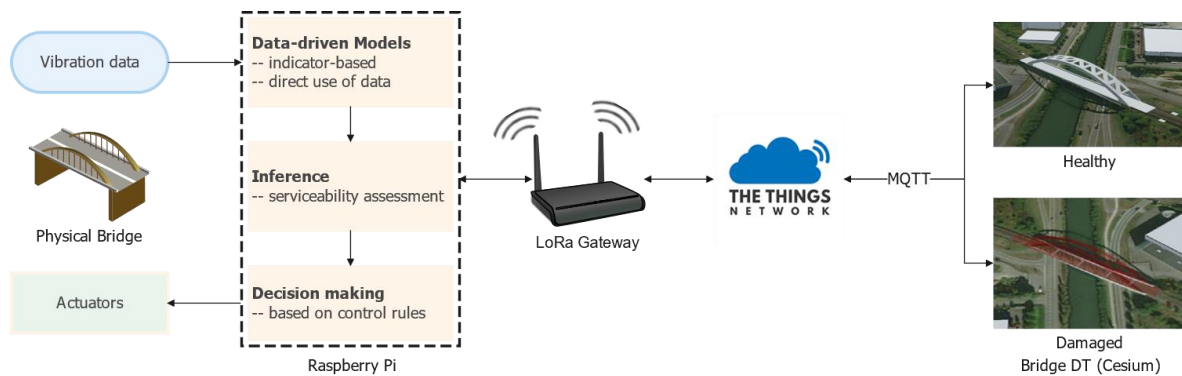 Vibration data
Physical Bridge
Actuators
Data-driven Models
-- indicator-based
-- direct use of data
Inference
-- serviceability assessment
Decision making
-- based on control rules
Raspberry Pi
LoRa Gateway
THE THINGS
NETWORK
MQTT
Healthy
Damaged
Bridge DT (Cesium)